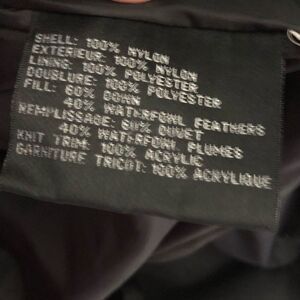 SHELL: 100% NYLON
EXTERIEUR: 100% NYLON
LINING: 100% POLYESTER
DOUBLURE: 100% POLYESTER
FILL: 60% DOWN
40% WATERFOWL FEATHERS
REMPLISSAGE: 60% DUVET
40% WATERFOWL PLUMES
KNIT TRIM: 100% ACRYLIC
GARNITURE TRICOT: 100% ACRYLIQUE